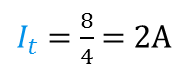 I_t = 8/4 = 2A